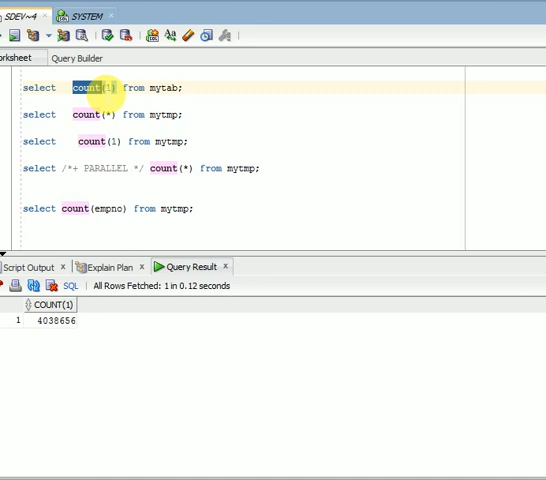 SDEV~4 SYSTEM
orksheet Query Builder
select count(1) from mytab;
select count(*) from mytmp;
select count(1) from mytmp;
select /*+ PARALLEL */ count(*) from mytmp;
select count(empno) from mytmp;
Script Output x Explain Plan x Query Result x
SQL | All Rows Fetched: 1 in 0.12 seconds
COUNT(1)
1 4038656